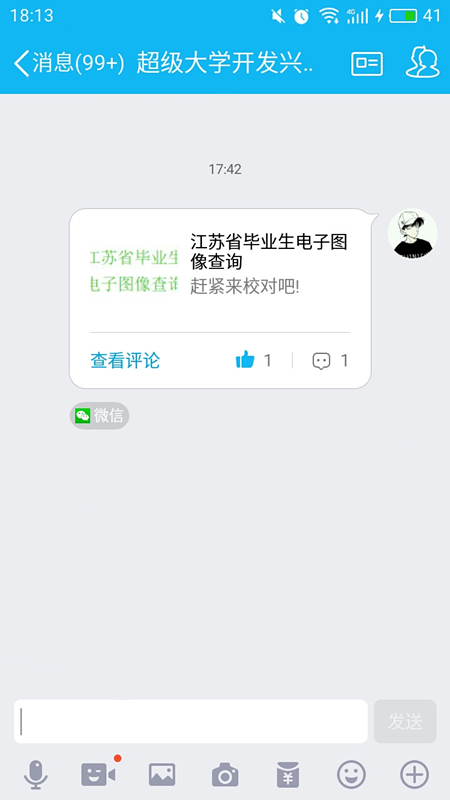 18:13
4G
41
消息(99+)
超级大学开发兴..
17:42
江苏省毕业生
电子图像查询
江苏省毕业生电子图
像查询
赶紧来校对吧!
查看评论
1
1
微信
发送